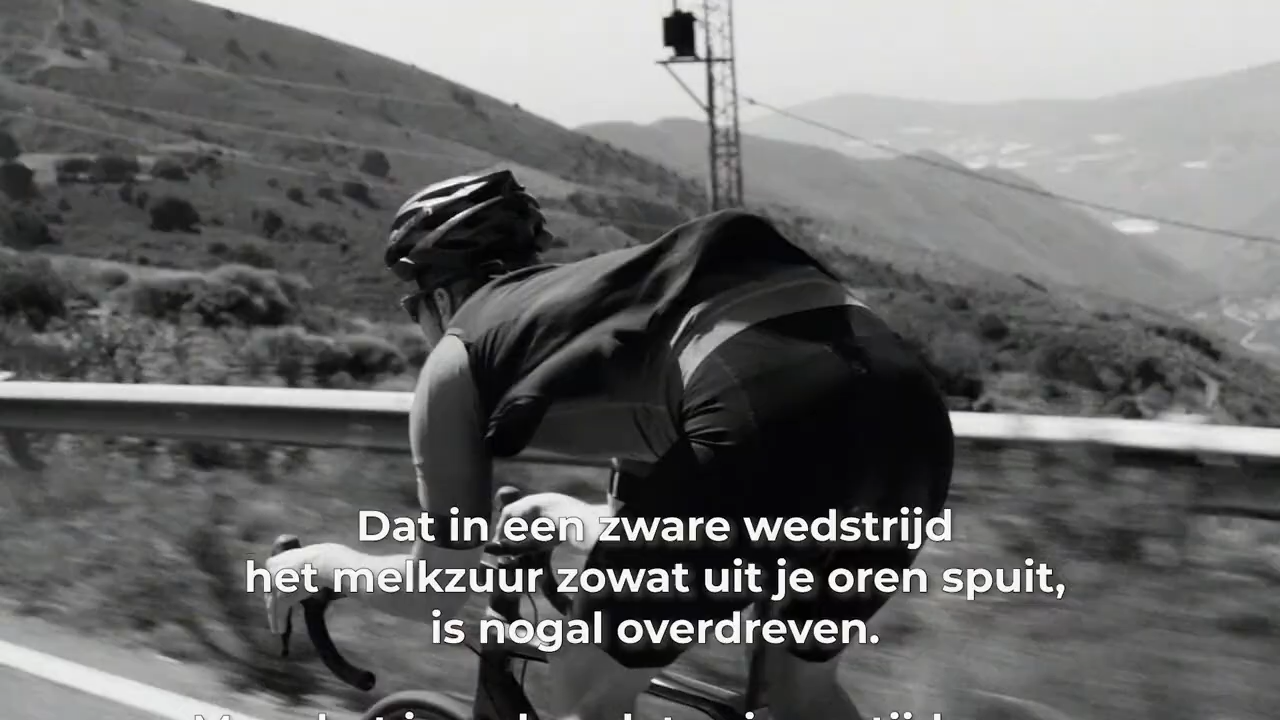 Dat in een zware wedstrijd
het melkzuur zowat uit je oren spuit,
is nogal overdreven.